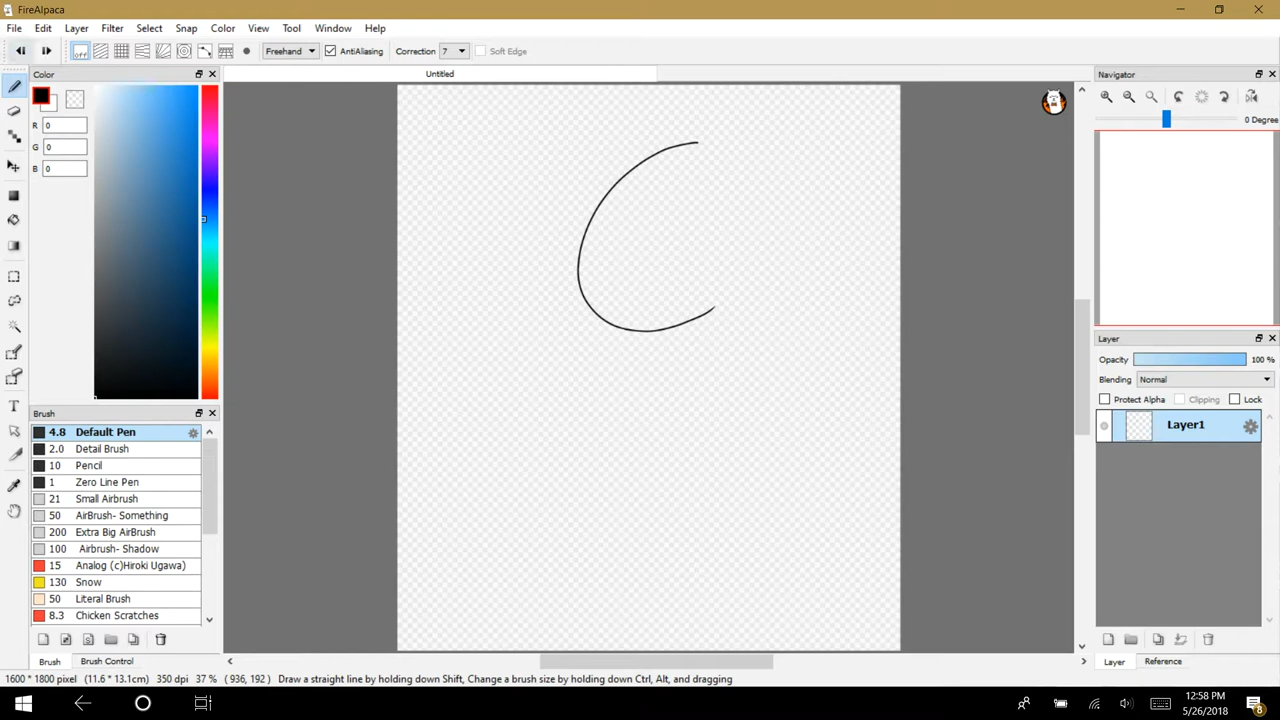 FireAlpaca
File Edit Layer Filter Select Snap Color View Tool Window Help
off Freehand AntiAliasing Correction 7 Soft Edge
Color Untitled Navigator
0 Degree
R 0
G 0
B 0
Layer
Opacity 100 %
Blending Normal
Protect Alpha Clipping Lock
Layer1
Brush
4.8 Default Pen
2.0 Detail Brush
10 Pencil
1 Zero Line Pen
21 Small Airbrush
50 AirBrush- Something
200 Extra Big AirBrush
100 Airbrush- Shadow
15 Analog (c)Hiroki Ugawa)
130 Snow
50 Literal Brush
8.3 Chicken Scratches
Brush Brush Control Layer Reference
1600 * 1800 pixel (11.6 * 13.1cm) 350 dpi 37 % ( 936, 192 ) Draw a straight line by holding down Shift, Change a brush size by holding down Ctrl, Alt, and dragging
12:58 PM
5/26/2018
8